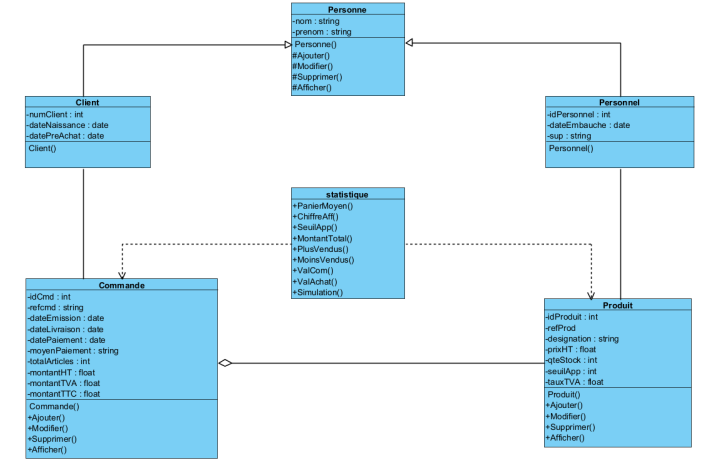 Personne
-nom : string
-prenom : string
Personne()
#Ajouter()
#Modifier()
#Supprimer()
#Afficher()
Client
-numClient : int
-dateNaissance : date
-datePreAchat : date
Client()
Personnel
-idPersonnel : int
-dateEmbauche : date
-sup : string
Personnel()
statistique
+PanierMoyen()
+ChiffreAff()
+SeuilApp()
+MontantTotal()
+PlusVendus()
+MoinsVendus()
+ValCom()
+ValAchat()
+Simulation()
Commande
-idCmd : int
-refcmd : string
-dateEmission : date
-dateLivraison : date
-datePaiement : date
-moyenPaiement : string
-totalArticles : int
-montantHT : float
-montantTVA : float
-montantTTC : float
Commande()
+Ajouter()
+Modifier()
+Supprimer()
+Afficher()
Produit
-idProduit : int
-refProd
-designation : string
-prixHT : float
-qteStock : int
-seuilApp : int
-tauxTVA : float
Produit()
+Ajouter()
+Modifier()
+Supprimer()
+Afficher()